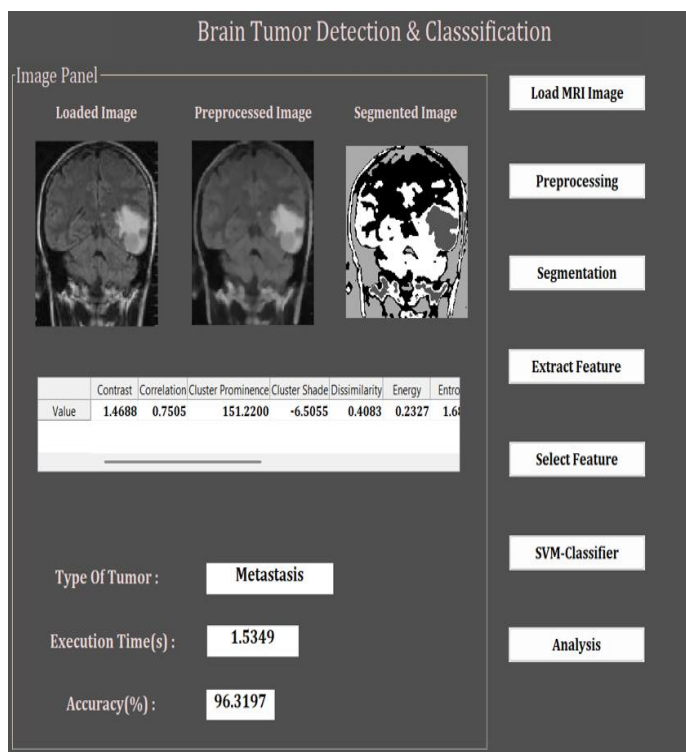 Brain Tumor Detection & Classsification
Image Panel
Loaded Image
Preprocessed Image
Segmented Image
Contrast Correlation Cluster Prominence Cluster Shade Dissimilarity Energy
Value 1.4688 0.7505 151.2200 -6.5055 0.4083 0.2327
Type Of Tumor :
Metastasis
Execution Time(s) :
1.5349
Accuracy(%) :
96.3197
Load MRI Image
Preprocessing
Segmentation
Extract Feature
Select Feature
SVM-Classifier
Analysis